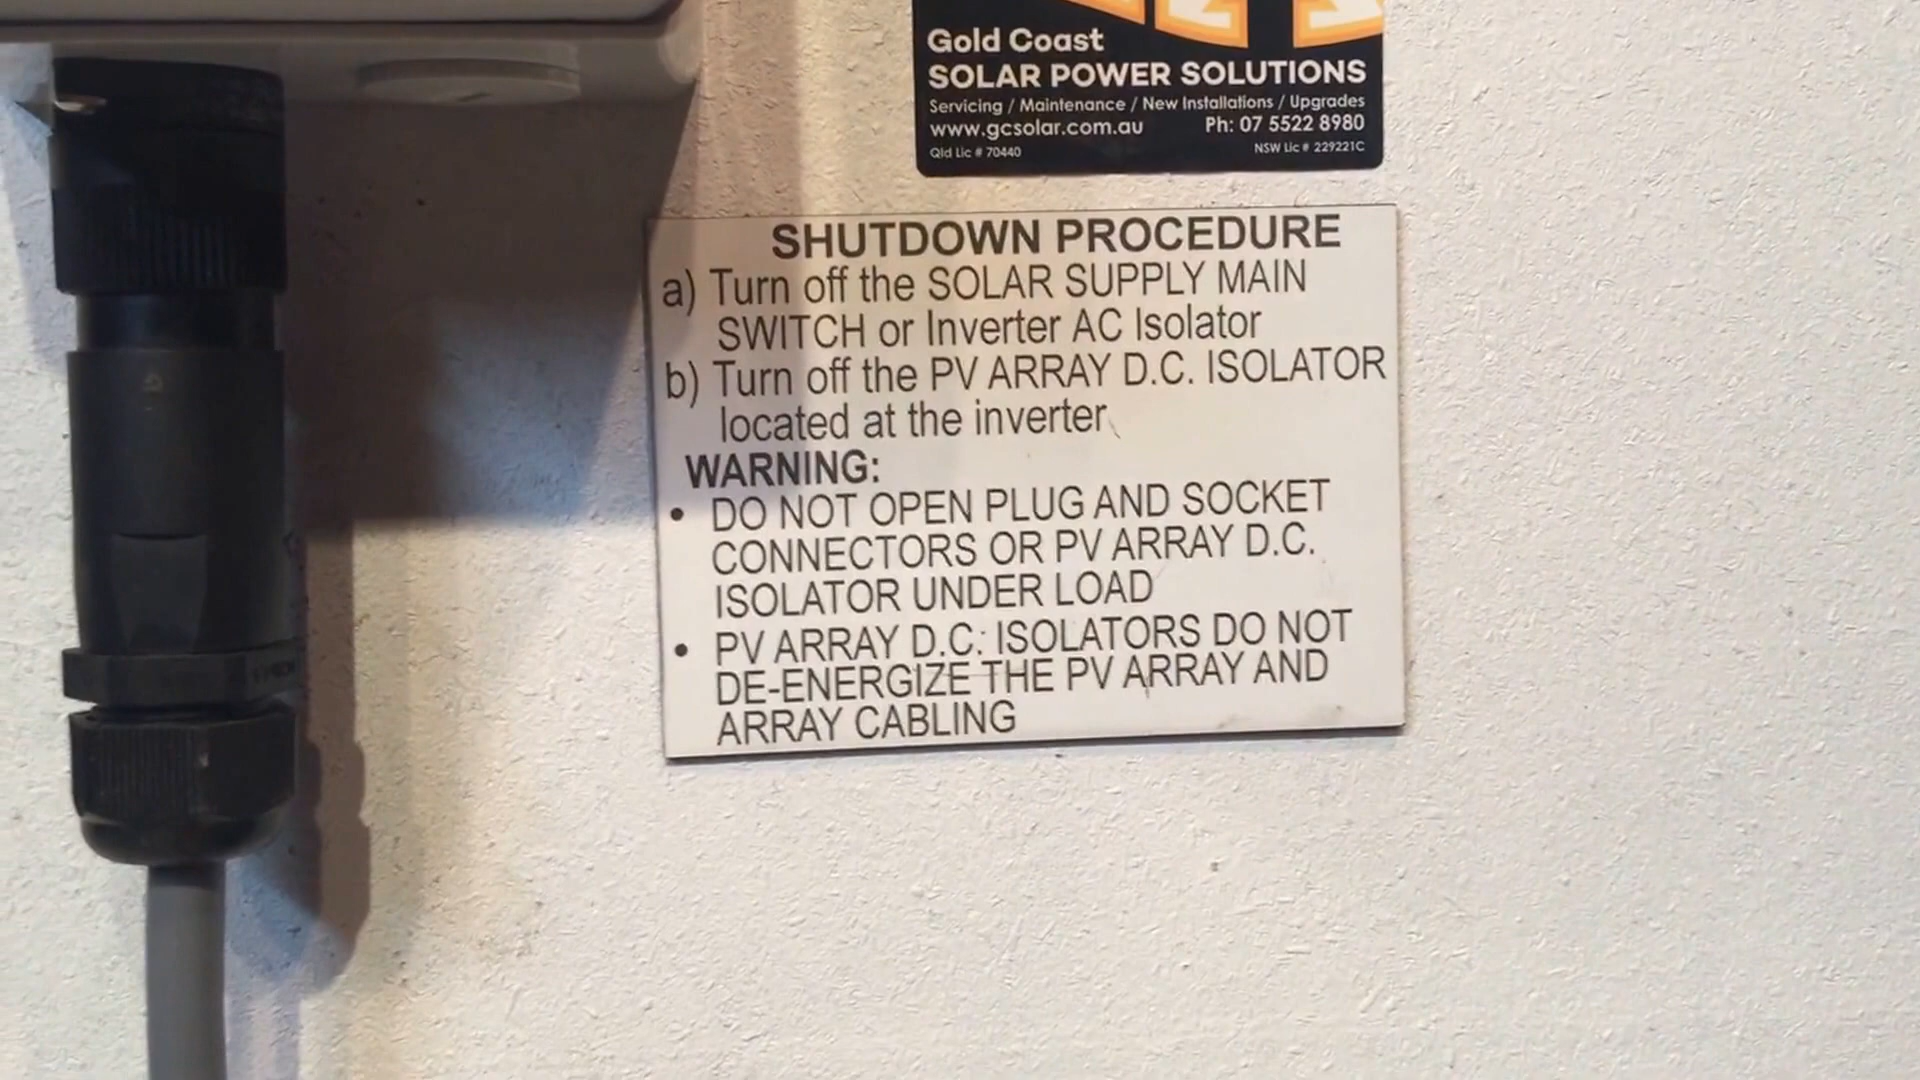 Gold Coast
SOLAR POWER SOLUTIONS
Servicing / Maintenance / New Installations / Upgrades
www.gcsolar.com.au Ph: 07 5522 8980
Qld Lic # 70440 NSW Lic # 229221C
SHUTDOWN PROCEDURE
a) Turn off the SOLAR SUPPLY MAIN
SWITCH or Inverter AC Isolator
b) Turn off the PV ARRAY D.C. ISOLATOR
located at the inverter
WARNING:
• DO NOT OPEN PLUG AND SOCKET
CONNECTORS OR PV ARRAY D.C.
ISOLATOR UNDER LOAD
• PV ARRAY D.C. ISOLATORS DO NOT
DE-ENERGIZE THE PV ARRAY AND
ARRAY CABLING